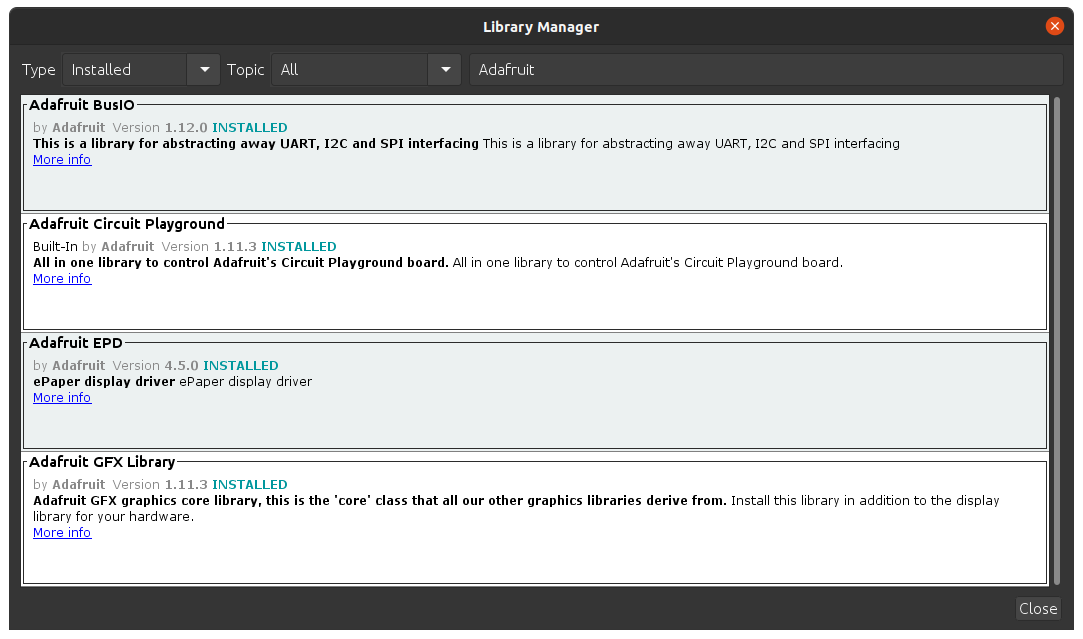 Library Manager
Type Installed Topic All Adafruit
Adafruit BusIO
by Adafruit Version 1.12.0 INSTALLED
This is a library for abstracting away UART, I2C and SPI interfacing This is a library for abstracting away UART, I2C and SPI interfacing
More info
Adafruit Circuit Playground
Built-In by Adafruit Version 1.11.3 INSTALLED
All in one library to control Adafruit's Circuit Playground board. All in one library to control Adafruit's Circuit Playground board.
More info
Adafruit EPD
by Adafruit Version 4.5.0 INSTALLED
ePaper display driver ePaper display driver
More info
Adafruit GFX Library
by Adafruit Version 1.11.3 INSTALLED
Adafruit GFX graphics core library, this is the 'core' class that all our other graphics libraries derive from. Install this library in addition to the display
library for your hardware.
More info
Close